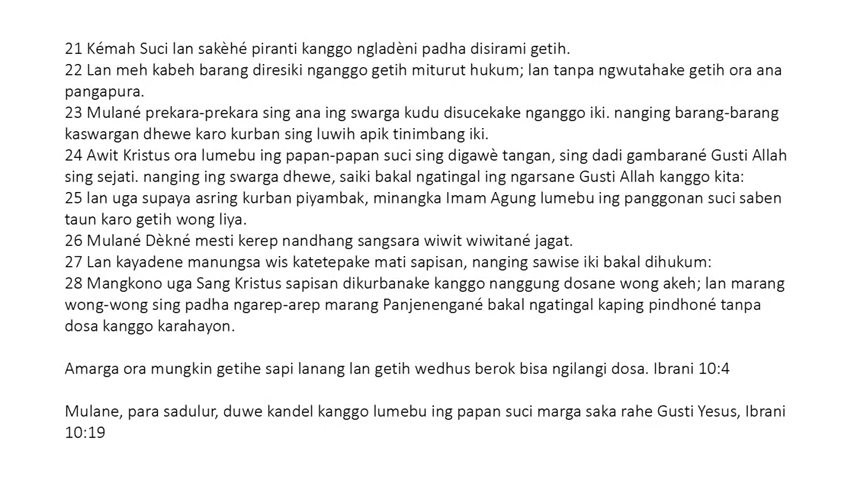 21 Kémah Suci lan sakèhé piranti kanggo ngladèni padha disirami getih.
22 Lan meh kabeh barang diresiki nganggo getih miturut hukum; lan tanpa ngwutahake getih ora ana
pangapura.
23 Mulané prekara-prekara sing ana ing swarga kudu disucekake nganggo iki. nanging barang-barang
kaswargan dhewe karo kurban sing luwih apik tinimbang iki.
24 Awit Kristus ora lumebu ing papan-papan suci sing digawè tangan, sing dadi gambarané Gusti Allah
sing sejati. nanging ing swarga dhewe, saiki bakal ngatingal ing ngarsane Gusti Allah kanggo kita:
25 lan uga supaya asring kurban piyambak, minangka Imam Agung lumebu ing panggonan suci saben
taun karo getih wong liya.
26 Mulané Dèkné mesti kerep nandhang sangsara wiwit wiwitané jagat.
27 Lan kayadene manungsa wis katetepake mati sapisan, nanging sawise iki bakal dihukum:
28 Mangkono uga Sang Kristus sapisan dikurbanake kanggo nanggung dosane wong akeh; lan marang
wong-wong sing padha ngarep-arep marang Panjenengané bakal ngatingal kaping pindhoné tanpa
dosa kanggo karahayon.
Amarga ora mungkin getihe sapi lanang lan getih wedhus berok bisa ngilangi dosa. Ibrani 10:4
Mulane, para sadulur, duwe kandel kanggo lumebu ing papan suci marga saka rahe Gusti Yesus, Ibrani
10:19